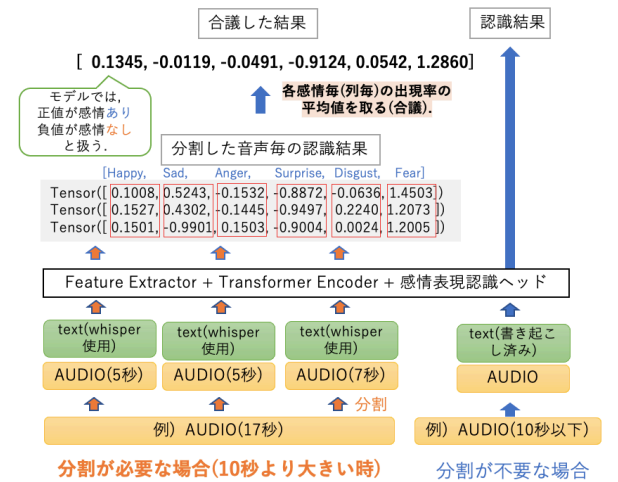 合議した結果
認識結果
[ 0.1345, -0.0119, -0.0491, -0.9124, 0.0542, 1.2860]
モデルでは,
正値が感情あり
負値が感情なし
と扱う.
各感情毎(列毎)の出現率の
平均値を取る(合議).
分割した音声毎の認識結果
[Happy, Sad, Anger, Surprise, Disgust, Fear]
Tensor([ 0.1008, 0.5243, -0.1532, -0.8872, -0.0636, 1.4503])
Tensor([ 0.1527, 0.4302, -0.1445, -0.9497, 0.2240, 1.2073 ])
Tensor([ 0.1501, -0.9901, 0.1503, -0.9004, 0.0024, 1.2005 ])
Feature Extractor + Transformer Encoder + 感情表現認識ヘッド
text(whisper
使用)
text(whisper
使用)
text(whisper
使用)
text(書き起こ
し済み)
AUDIO(5秒)
AUDIO(5秒)
AUDIO(7秒)
AUDIO
分割
例）AUDIO(17秒)
例）AUDIO(10秒以下)
分割が必要な場合(10秒より大きい時)
分割が不要な場合